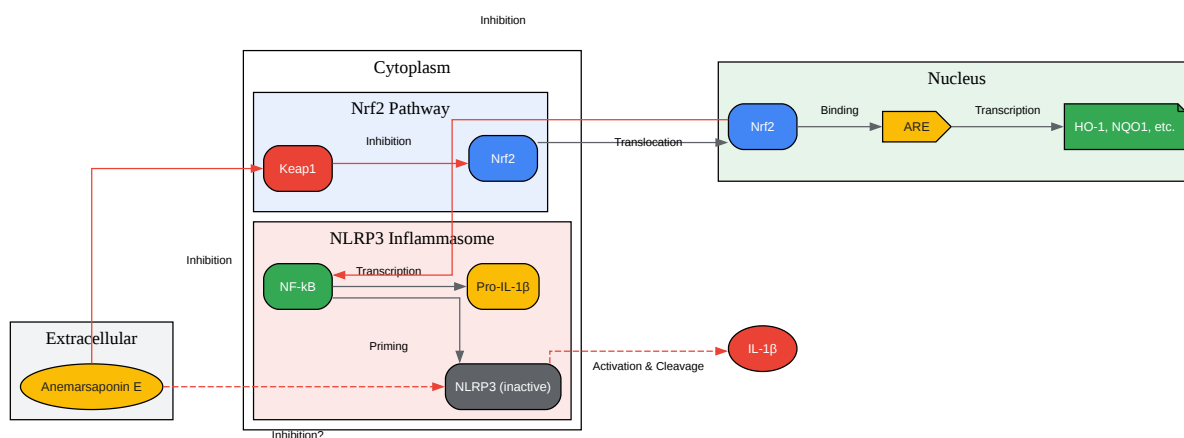 Inhibition
Cytoplasm
Nucleus
Nrf2 Pathway
Keap1
Inhibition
Nrf2
Translocation
Nrf2
Binding
ARE
Transcription
HO-1, NQO1, etc.
NLRP3 Inflammasome
Inhibition
NF-kB
Transcription
Pro-IL-1β
Priming
Extracellular
Anemarsaponin E
NLRP3 (inactive)
Activation & Cleavage
IL-1β
Inhibition?